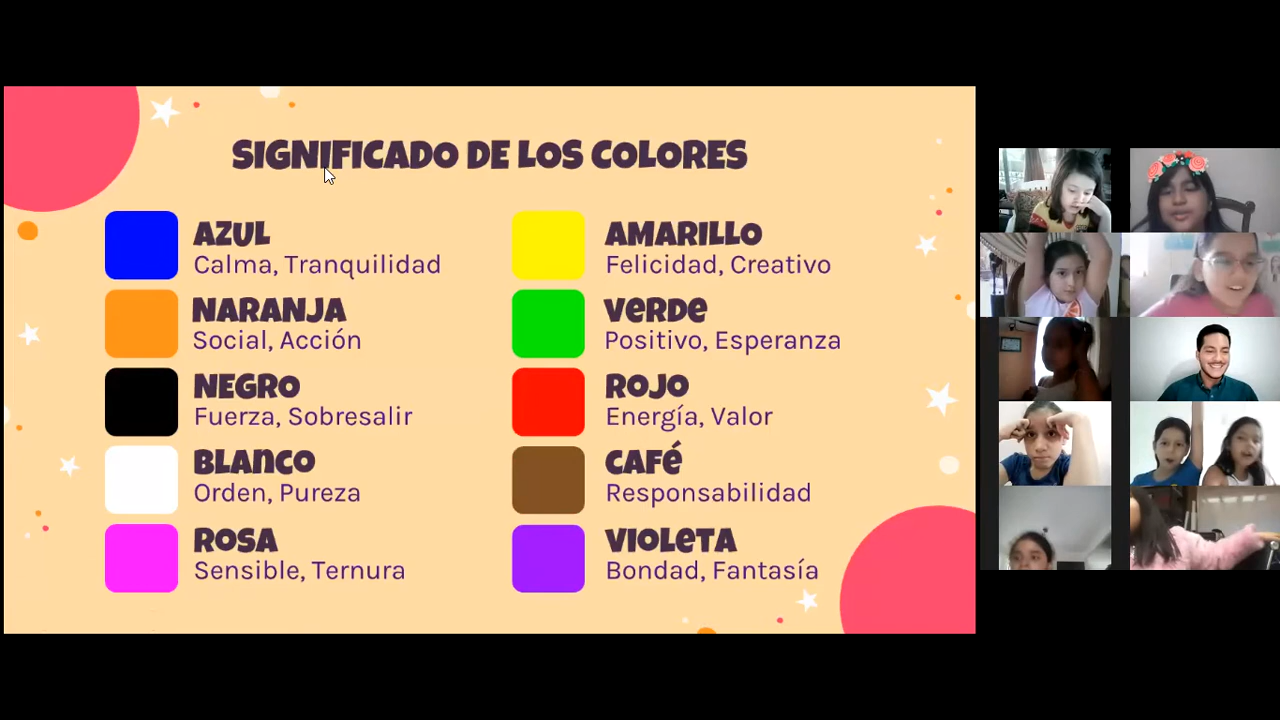 SIGNIFICADO DE LOS COLORES
AZUL
Calma, Tranquilidad
NARANJA
Social, Acción
NEGRO
Fuerza, Sobresalir
BLANCO
Orden, Pureza
ROSA
Sensible, Ternura
AMARILLO
Felicidad, Creativo
VERDE
Positivo, Esperanza
ROJO
Energía, Valor
CAFÉ
Responsabilidad
VIOLETA
Bondad, Fantasía